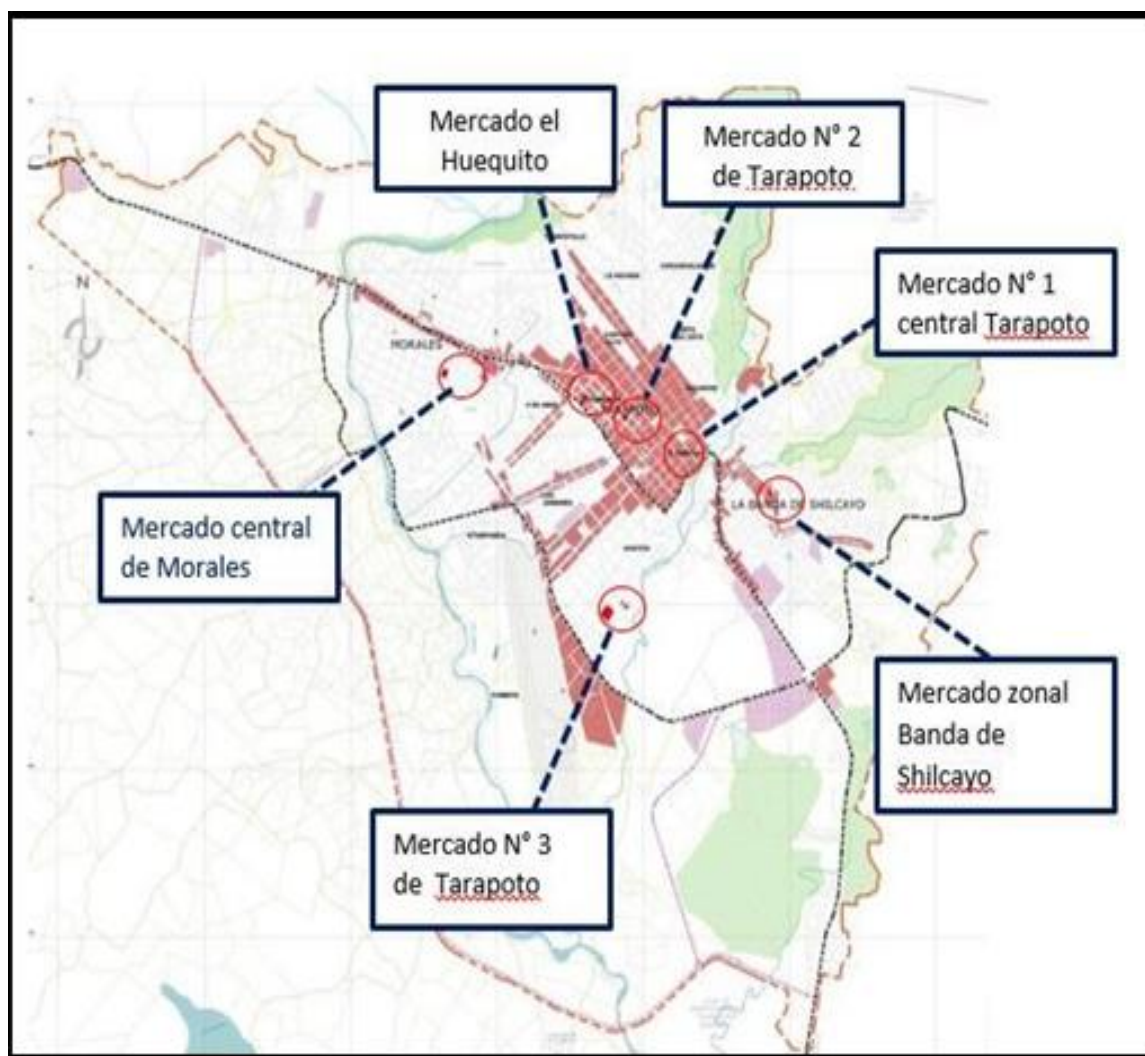 Mercado el
Huequito
Mercado N° 2
de Tarapoto
Mercado N° 1
central Tarapoto
N
MORALES
LA BANDA DE SHILCAYO
Mercado central
de Morales
Mercado zonal
Banda de
Shilcayo
Mercado N° 3
de Tarapoto